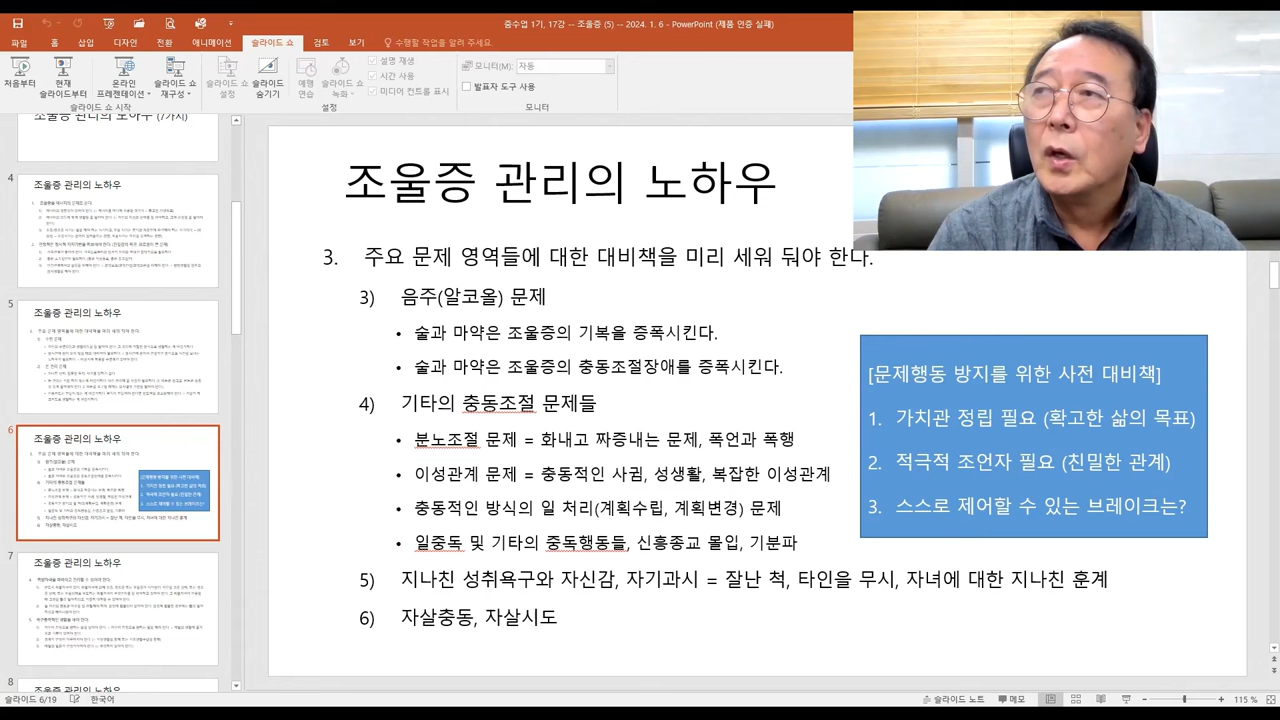 중수업 1기, 17강 -- 조울증 (5) -- 2024. 1. 6 - PowerPoint (제품 인증 실패)
파일 홈 삽입 디자인 전환 애니메이션 슬라이드 쇼 검토 보기 수행할 작업을 알려 주세요.
처음부터
현재 슬라이드부터
온라인 프레젠테이션
슬라이드 쇼 재구성
슬라이드 쇼 설정
슬라이드 숨기기
예행 연습
슬라이드 쇼 녹화
설명 재생
시간 사용
미디어 컨트롤 표시
모니터(M): 자동
발표자 도구 사용
슬라이드 쇼 시작 설정 모니터
조울증 관리의 노하우 (7가지)
4
조울증 관리의 노하우
5
조울증 관리의 노하우
6
조울증 관리의 노하우
7
조울증 관리의 노하우
8
조울증 관리의 노하우
조울증 관리의 노하우
3. 주요 문제 영역들에 대한 대비책을 미리 세워 둬야 한다.
3) 음주(알코올) 문제
• 술과 마약은 조울증의 기복을 증폭시킨다.
• 술과 마약은 조울증의 충동조절장애를 증폭시킨다.
4) 기타의 충동조절 문제들
• 분노조절 문제 = 화내고 짜증내는 문제, 폭언과 폭행
• 이성관계 문제 = 충동적인 사귐, 성생활, 복잡한 이성관계
• 충동적인 방식의 일 처리(계획수립, 계획변경) 문제
• 일중독 및 기타의 중독행동들, 신흥종교 몰입, 기분파
5) 지나친 성취욕구와 자신감, 자기과시 = 잘난 척, 타인을 무시, 자녀에 대한 지나친 훈계
6) 자살충동, 자살시도
[문제행동 방지를 위한 사전 대비책]
1. 가치관 정립 필요 (확고한 삶의 목표)
2. 적극적 조언자 필요 (친밀한 관계)
3. 스스로 제어할 수 있는 브레이크는?
슬라이드 6/19 한국어 슬라이드 노트 메모 115 %